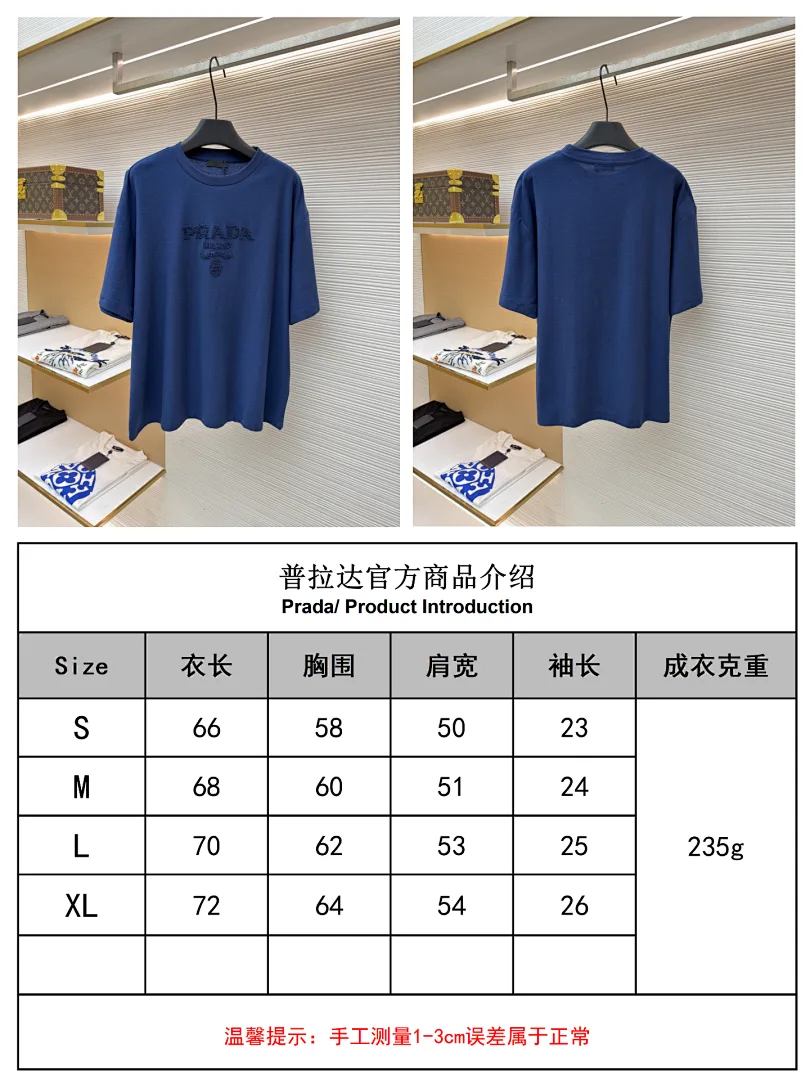 PRADA
MILANO
普拉达官方商品介绍
Prada/ Product Introduction
Size 衣长 胸围 肩宽 袖长 成衣克重
S 66 58 50 23
M 68 60 51 24
L 70 62 53 25
XL 72 64 54 26
235g
温馨提示：手工测量1-3cm误差属于正常